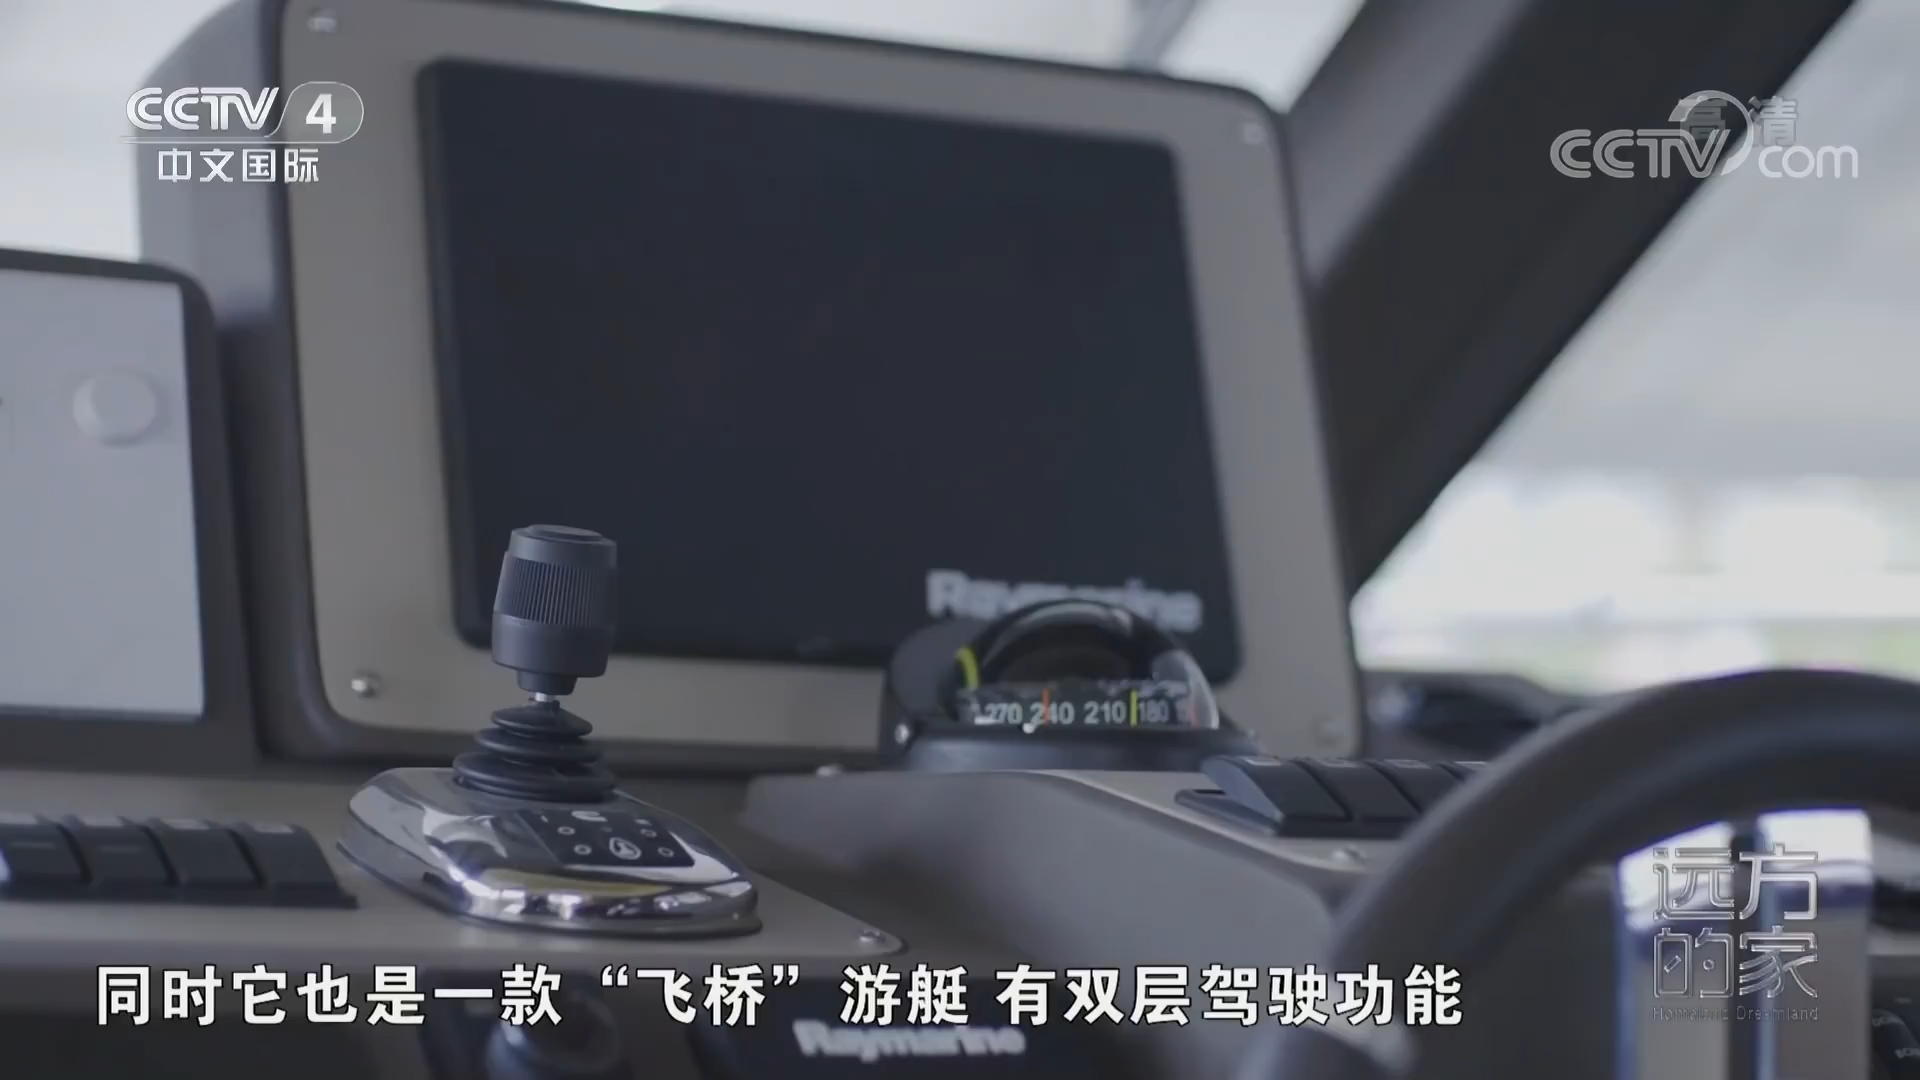 CCTV 4
中文国际
高清
CCTV com
Raymarine
270 240 210 180
远方
的家
Homeland Dreamland
同时它也是一款“飞桥”游艇 有双层驾驶功能
Raymarine